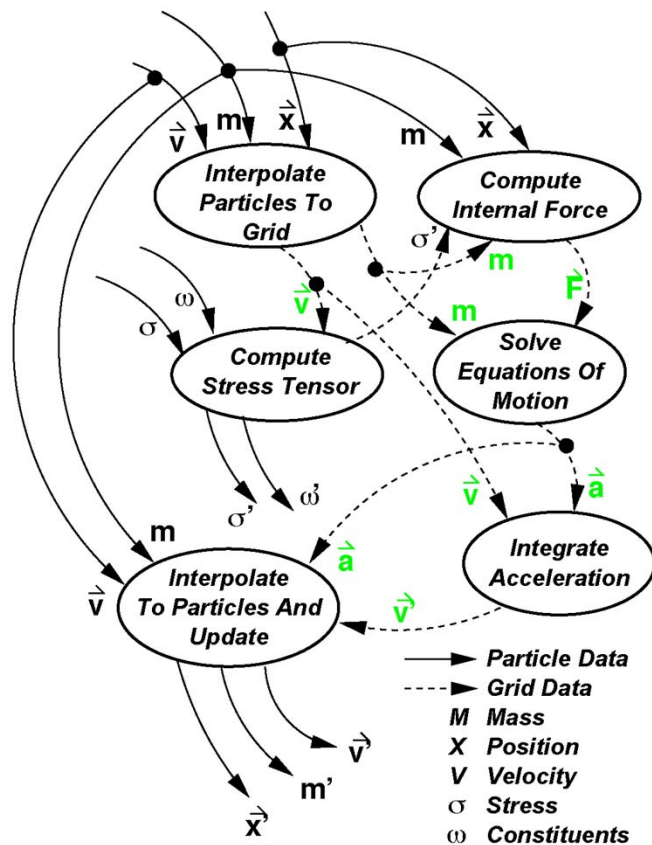 v⃗
m
x⃗
m
x⃗
Interpolate
Particles To
Grid
Compute
Internal Force
σ'
m
F⃗
ω
σ
v⃗
m
Compute
Stress Tensor
Solve
Equations Of
Motion
σ'
ω'
v⃗
a⃗
m
v⃗
a⃗
Interpolate
To Particles And
Update
Integrate
Acceleration
v⃗'
Particle Data
Grid Data
M Mass
X Position
V Velocity
σ Stress
ω Constituents
v⃗'
m'
x⃗'